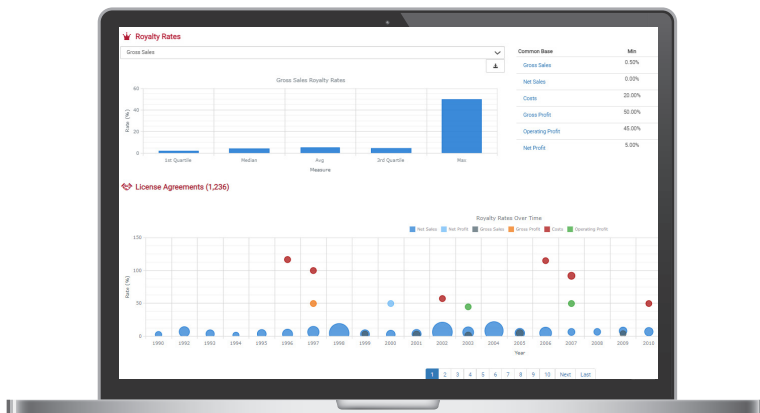 Royalty Rates
Gross Sales
Gross Sales Royalty Rates
60
40
20
0
Rate (%)
1st Quartile Median Avg 3rd Quartile Max
Measure
Common Base Min
Gross Sales 0.50%
Net Sales 0.00%
Costs 20.00%
Gross Profit 50.00%
Operating Profit 45.00%
Net Profit 5.00%
License Agreements (1,236)
Royalty Rates Over Time
Net Sales Net Profit Gross Sales Gross Profit Costs Operating Profit
150
100
50
0
Rate (%)
1990 1992 1993 1994 1995 1996 1997 1998 1999 2000 2001 2002 2003 2004 2005 2006 2007 2008 2009 2010
Year
1 2 3 4 5 6 7 8 9 10 Next Last